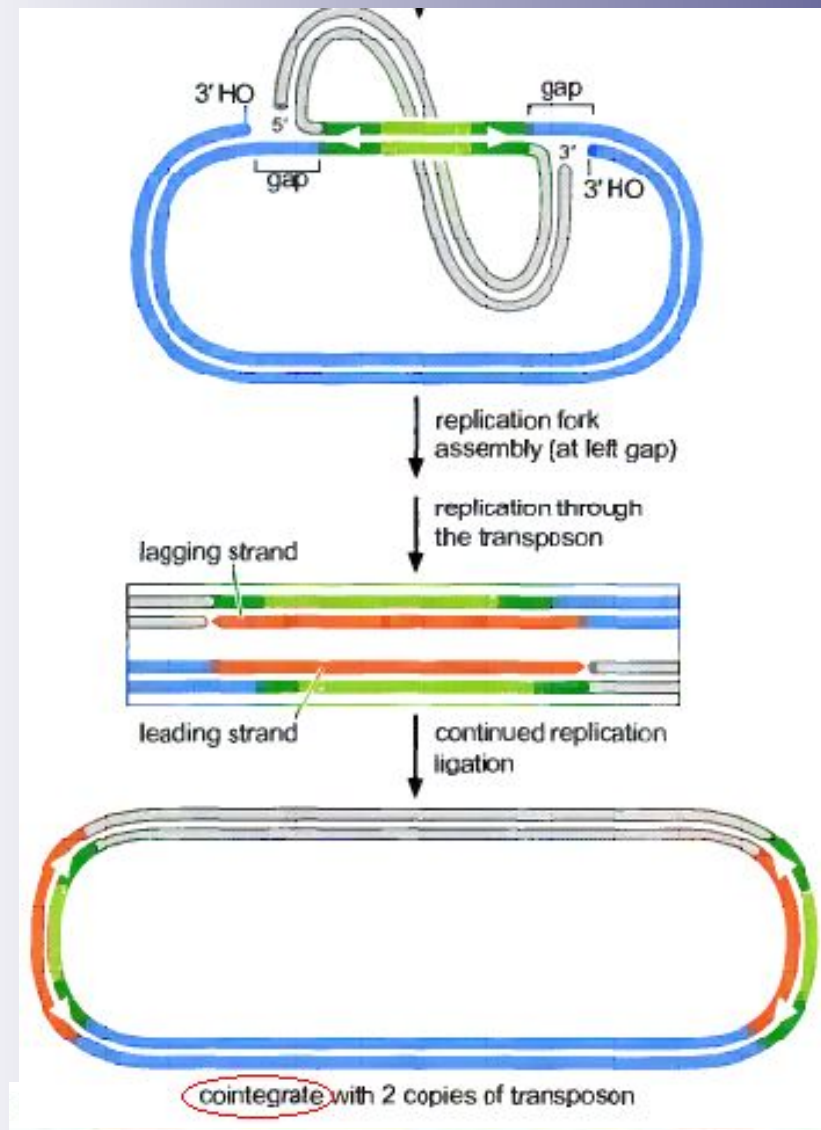 gap
3' HO
5'
gap
3'
3' HO
replication fork
assembly (at left gap)
replication through
the transposon
lagging strand
leading strand
continued replication
ligation
cointegrate with 2 copies of transposon